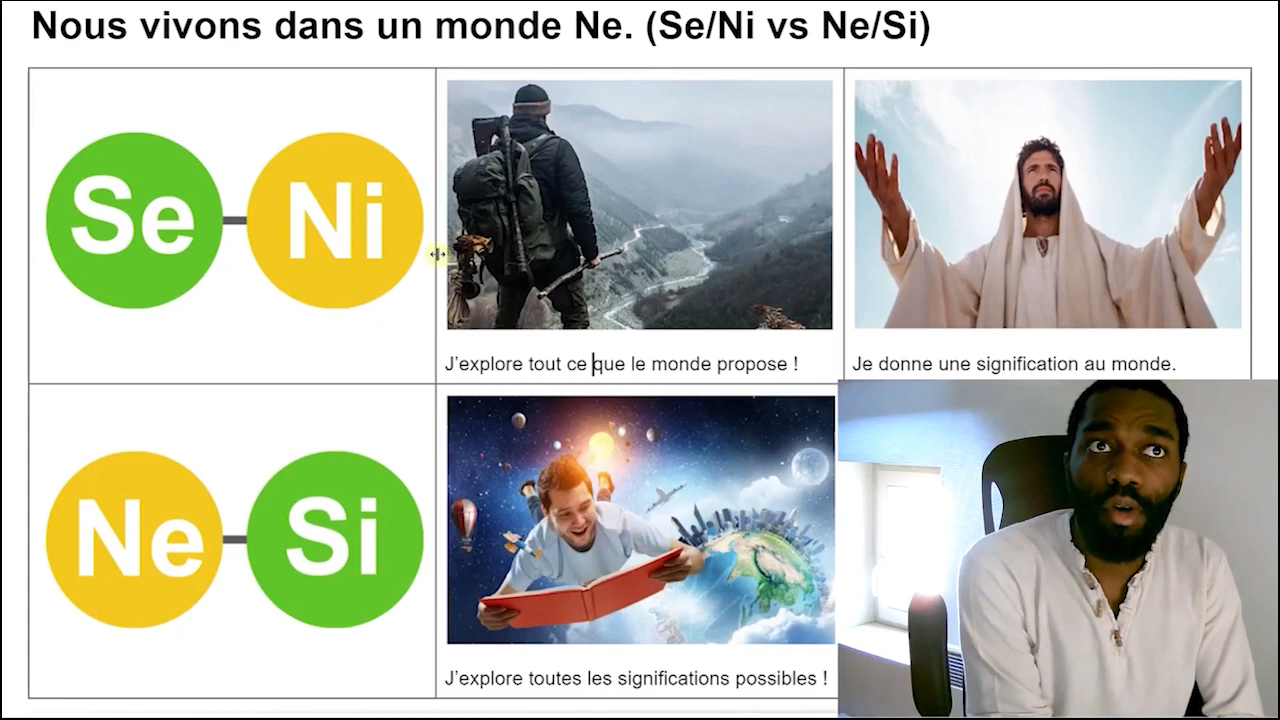 Nous vivons dans un monde Ne. (Se/Ni vs Ne/Si)
Se Ni
J'explore tout ce que le monde propose !
Je donne une signification au monde.
Ne Si
J'explore toutes les significations possibles !